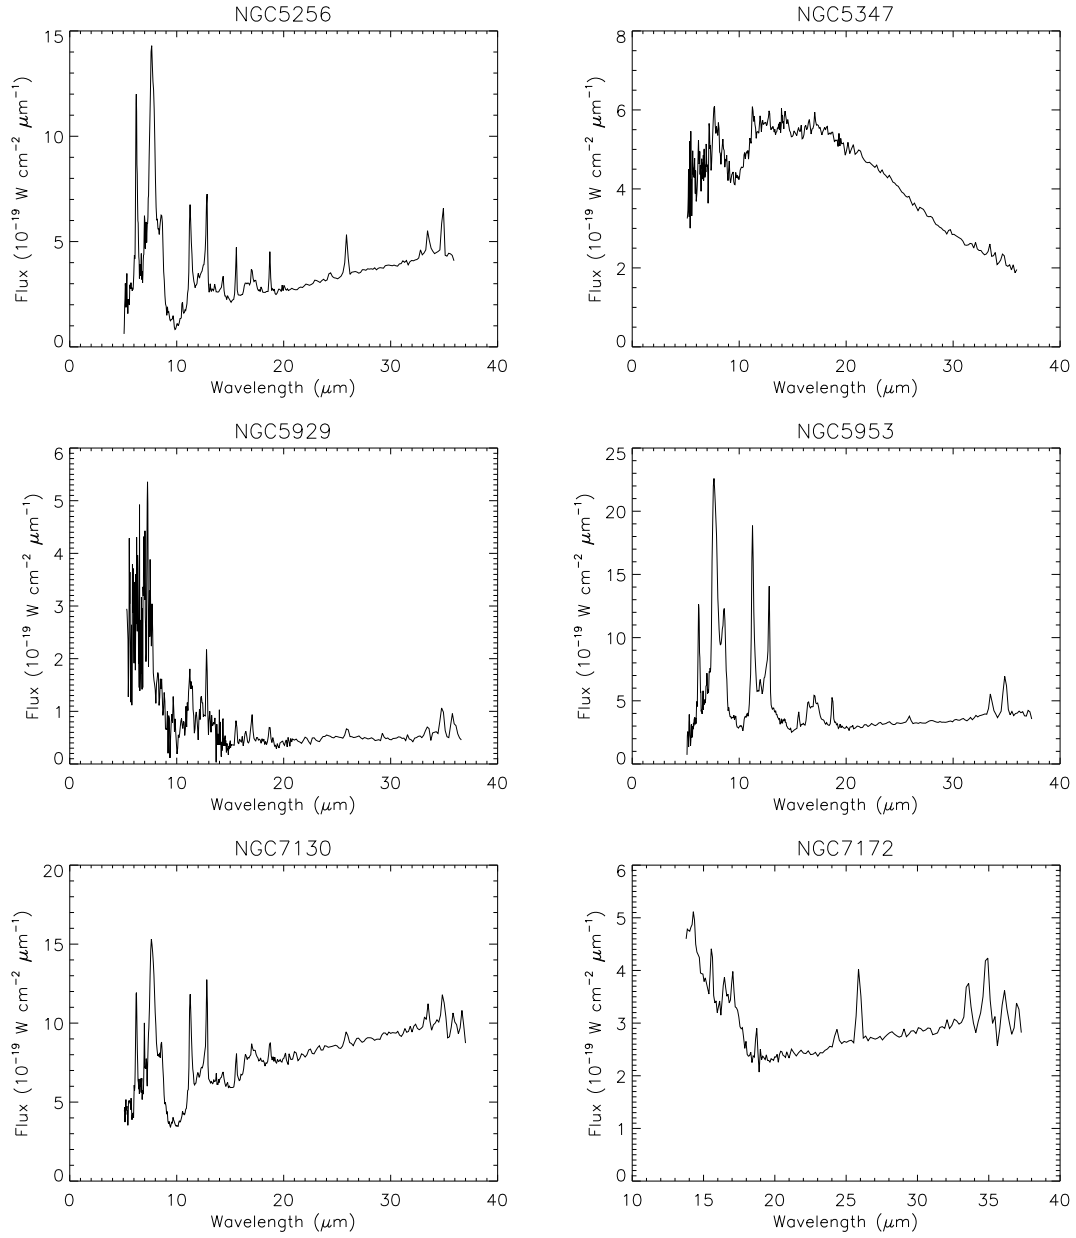 NGC5256
15
10
5
0
Flux (10⁻¹⁹ W cm⁻² μm⁻¹)
0 10 20 30 40
Wavelength (μm)
NGC5347
8
6
4
2
0
Flux (10⁻¹⁹ W cm⁻² μm⁻¹)
0 10 20 30 40
Wavelength (μm)
NGC5929
6
5
4
3
2
1
0
Flux (10⁻¹⁹ W cm⁻² μm⁻¹)
0 10 20 30 40
Wavelength (μm)
NGC5953
25
20
15
10
5
0
Flux (10⁻¹⁹ W cm⁻² μm⁻¹)
0 10 20 30 40
Wavelength (μm)
NGC7130
20
15
10
5
0
Flux (10⁻¹⁹ W cm⁻² μm⁻¹)
0 10 20 30 40
Wavelength (μm)
NGC7172
6
5
4
3
2
1
0
Flux (10⁻¹⁹ W cm⁻² μm⁻¹)
10 15 20 25 30 35 40
Wavelength (μm)